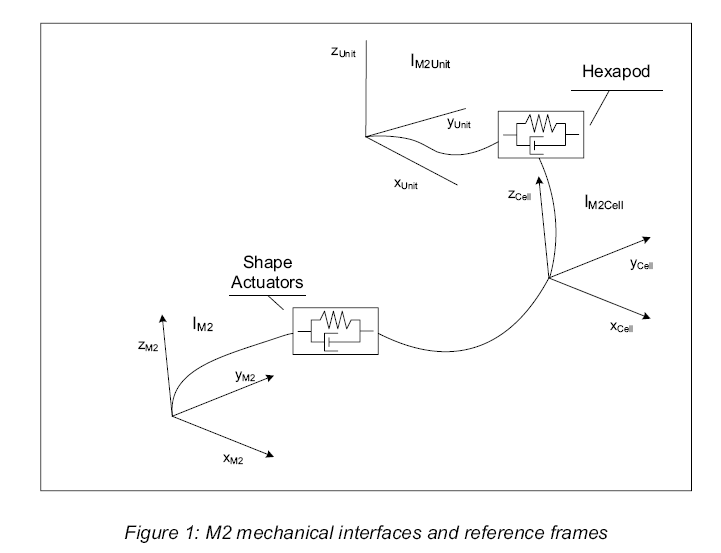 zUnit
IM2Unit
Hexapod
yUnit
xUnit
zCell
IM2Cell
yCell
xCell
Shape
Actuators
IM2
zM2
yM2
xM2
Figure 1: M2 mechanical interfaces and reference frames